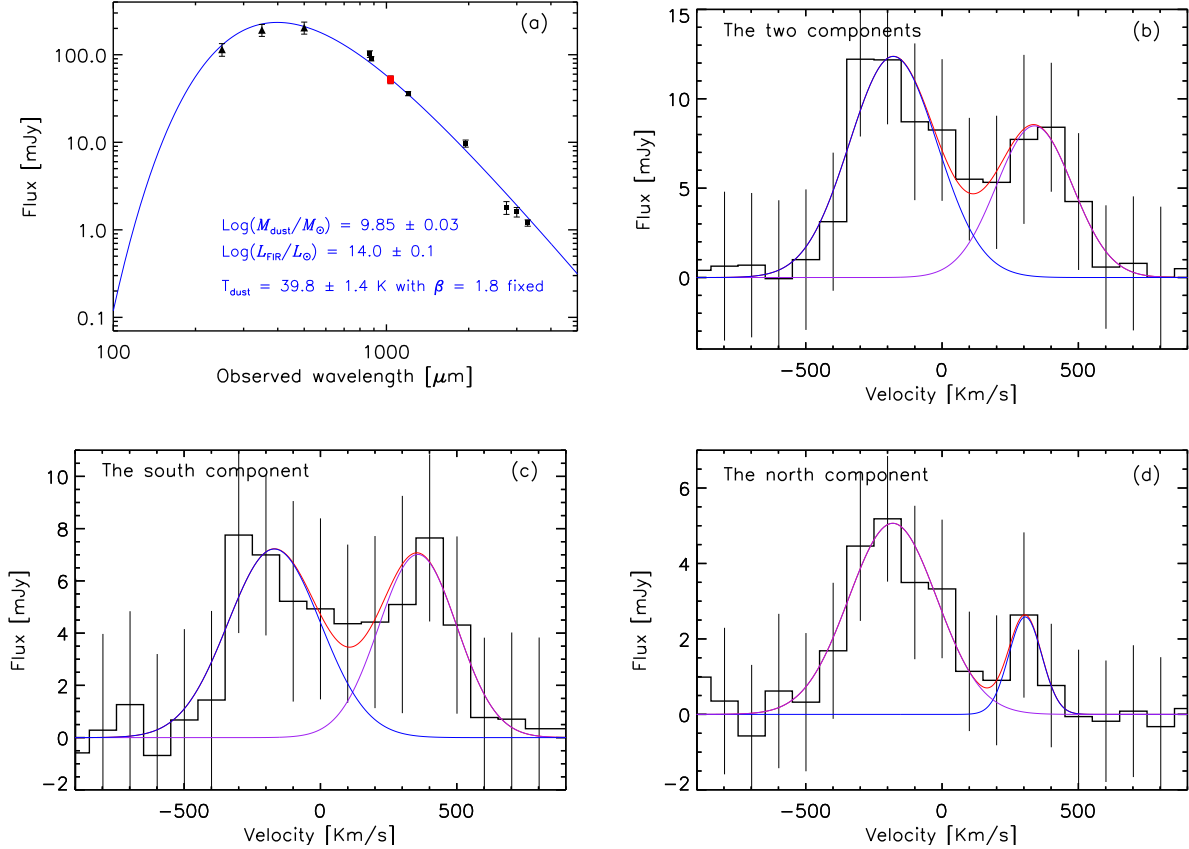 (a)
100.0
10.0
1.0
0.1
Flux [mJy]
Log(M_dust/M_⊙) = 9.85 ± 0.03
Log(L_FIR/L_⊙) = 14.0 ± 0.1
T_dust = 39.8 ± 1.4 K with β = 1.8 fixed
100 1000
Observed wavelength [μm]
The two components (b)
15
10
5
0
Flux [mJy]
−500 0 500
Velocity [Km/s]
The south component (c)
10
8
6
4
2
0
−2
Flux [mJy]
−500 0 500
Velocity [Km/s]
The north component (d)
6
4
2
0
−2
Flux [mJy]
−500 0 500
Velocity [Km/s]